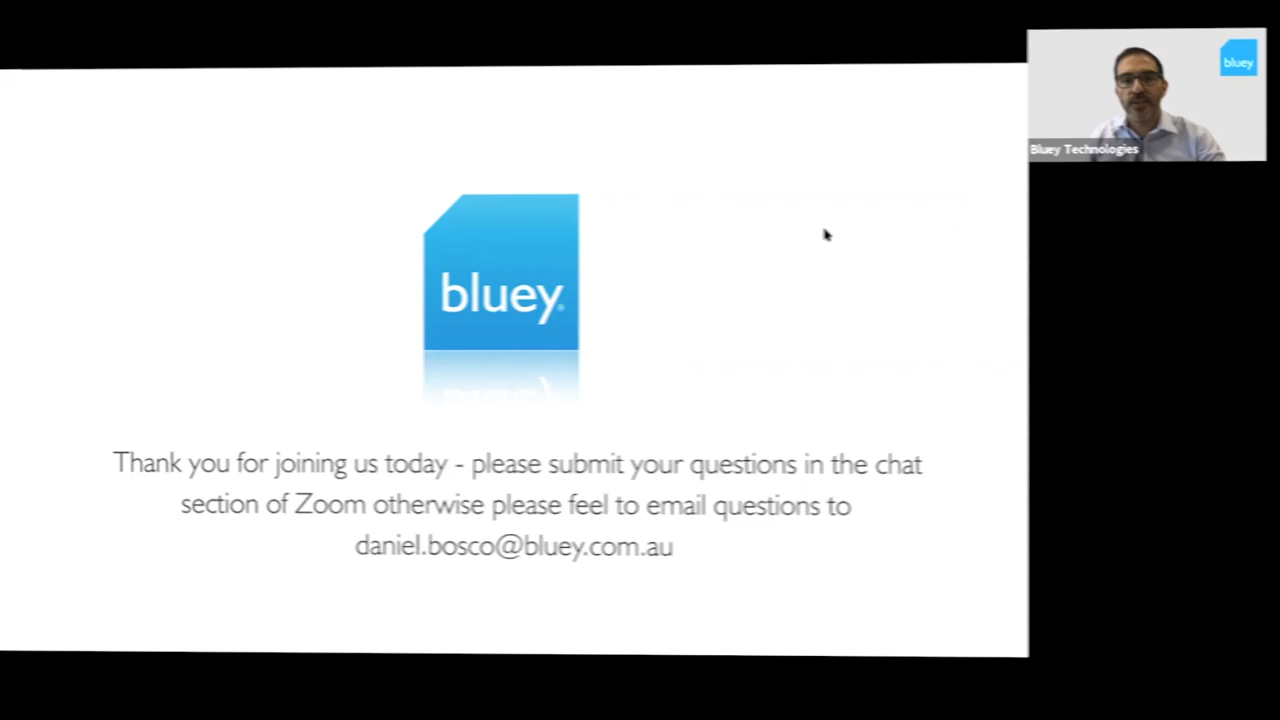 bluey
Bluey Technologies
bluey®
Thank you for joining us today - please submit your questions in the chat
section of Zoom otherwise please feel to email questions to
daniel.bosco@bluey.com.au